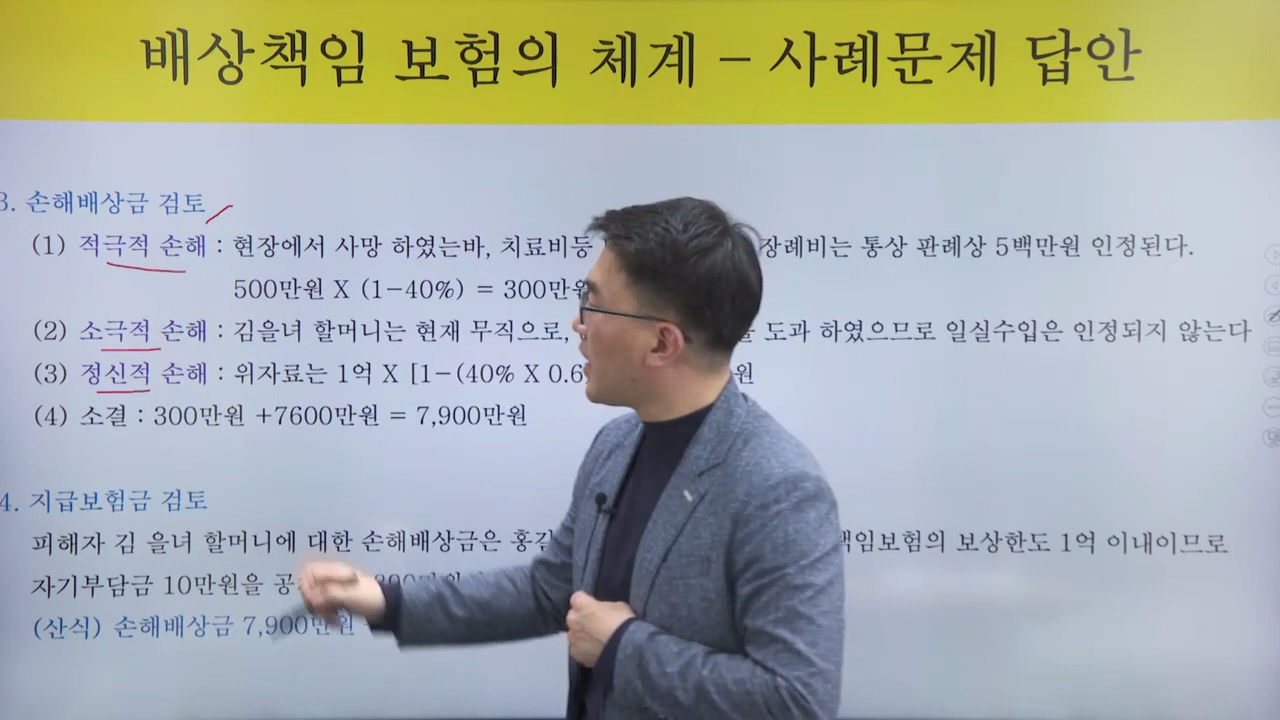 배상책임 보험의 체계 - 사례문제 답안
3. 손해배상금 검토
(1) 적극적 손해 : 현장에서 사망 하였는바, 치료비등 장례비는 통상 판례상 5백만원 인정된다.
500만원 X (1-40%) = 300만원
(2) 소극적 손해 : 김을녀 할머니는 현재 무직으로, 도과 하였으므로 일실수입은 인정되지 않는다
(3) 정신적 손해 : 위자료는 1억 X [1-(40% X 0.6 원
(4) 소결 : 300만원 +7600만원 = 7,900만원
4. 지급보험금 검토
피해자 김 을녀 할머니에 대한 손해배상금은 책임보험의 보상한도 1억 이내이므로
자기부담금 10만원을
(산식) 손해배상금 7,900만원